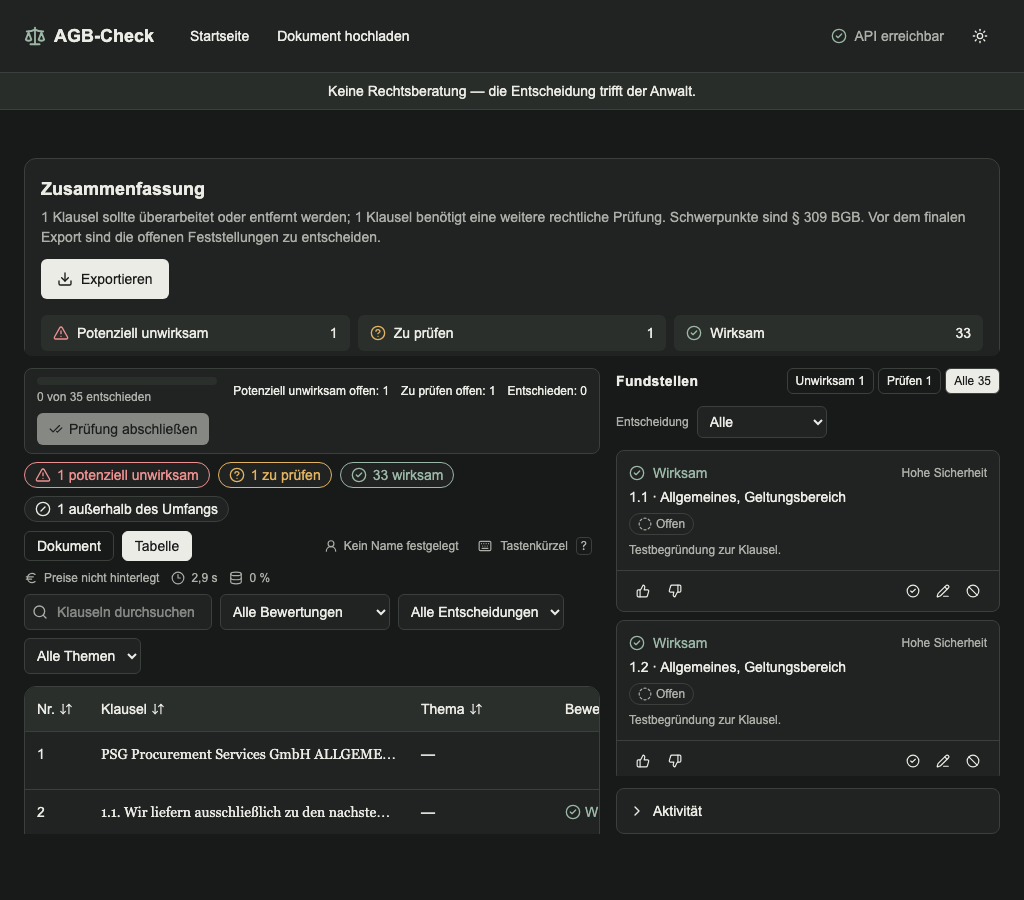 AGB-Check
Startseite
Dokument hochladen
API erreichbar
Keine Rechtsberatung — die Entscheidung trifft der Anwalt.
Zusammenfassung
1 Klausel sollte überarbeitet oder entfernt werden; 1 Klausel benötigt eine weitere rechtliche Prüfung. Schwerpunkte sind § 309 BGB. Vor dem finalen
Export sind die offenen Feststellungen zu entscheiden.
Exportieren
Potenziell unwirksam 1
Zu prüfen 1
Wirksam 33
0 von 35 entschieden
Potenziell unwirksam offen: 1 Zu prüfen offen: 1 Entschieden: 0
Prüfung abschließen
1 potenziell unwirksam
1 zu prüfen
33 wirksam
1 außerhalb des Umfangs
Dokument
Tabelle
Kein Name festgelegt
Tastenkürzel ?
Preise nicht hinterlegt
2,9 s
0 %
Klauseln durchsuchen
Alle Bewertungen
Alle Entscheidungen
Alle Themen
Nr. Klausel Thema Bewe
1 PSG Procurement Services GmbH ALLGEME… —
2 1.1. Wir liefern ausschließlich zu den nachste… — W
Fundstellen
Unwirksam 1
Prüfen 1
Alle 35
Entscheidung
Alle
Wirksam
Hohe Sicherheit
1.1 · Allgemeines, Geltungsbereich
Offen
Testbegründung zur Klausel.
Wirksam
Hohe Sicherheit
1.2 · Allgemeines, Geltungsbereich
Offen
Testbegründung zur Klausel.
Aktivität